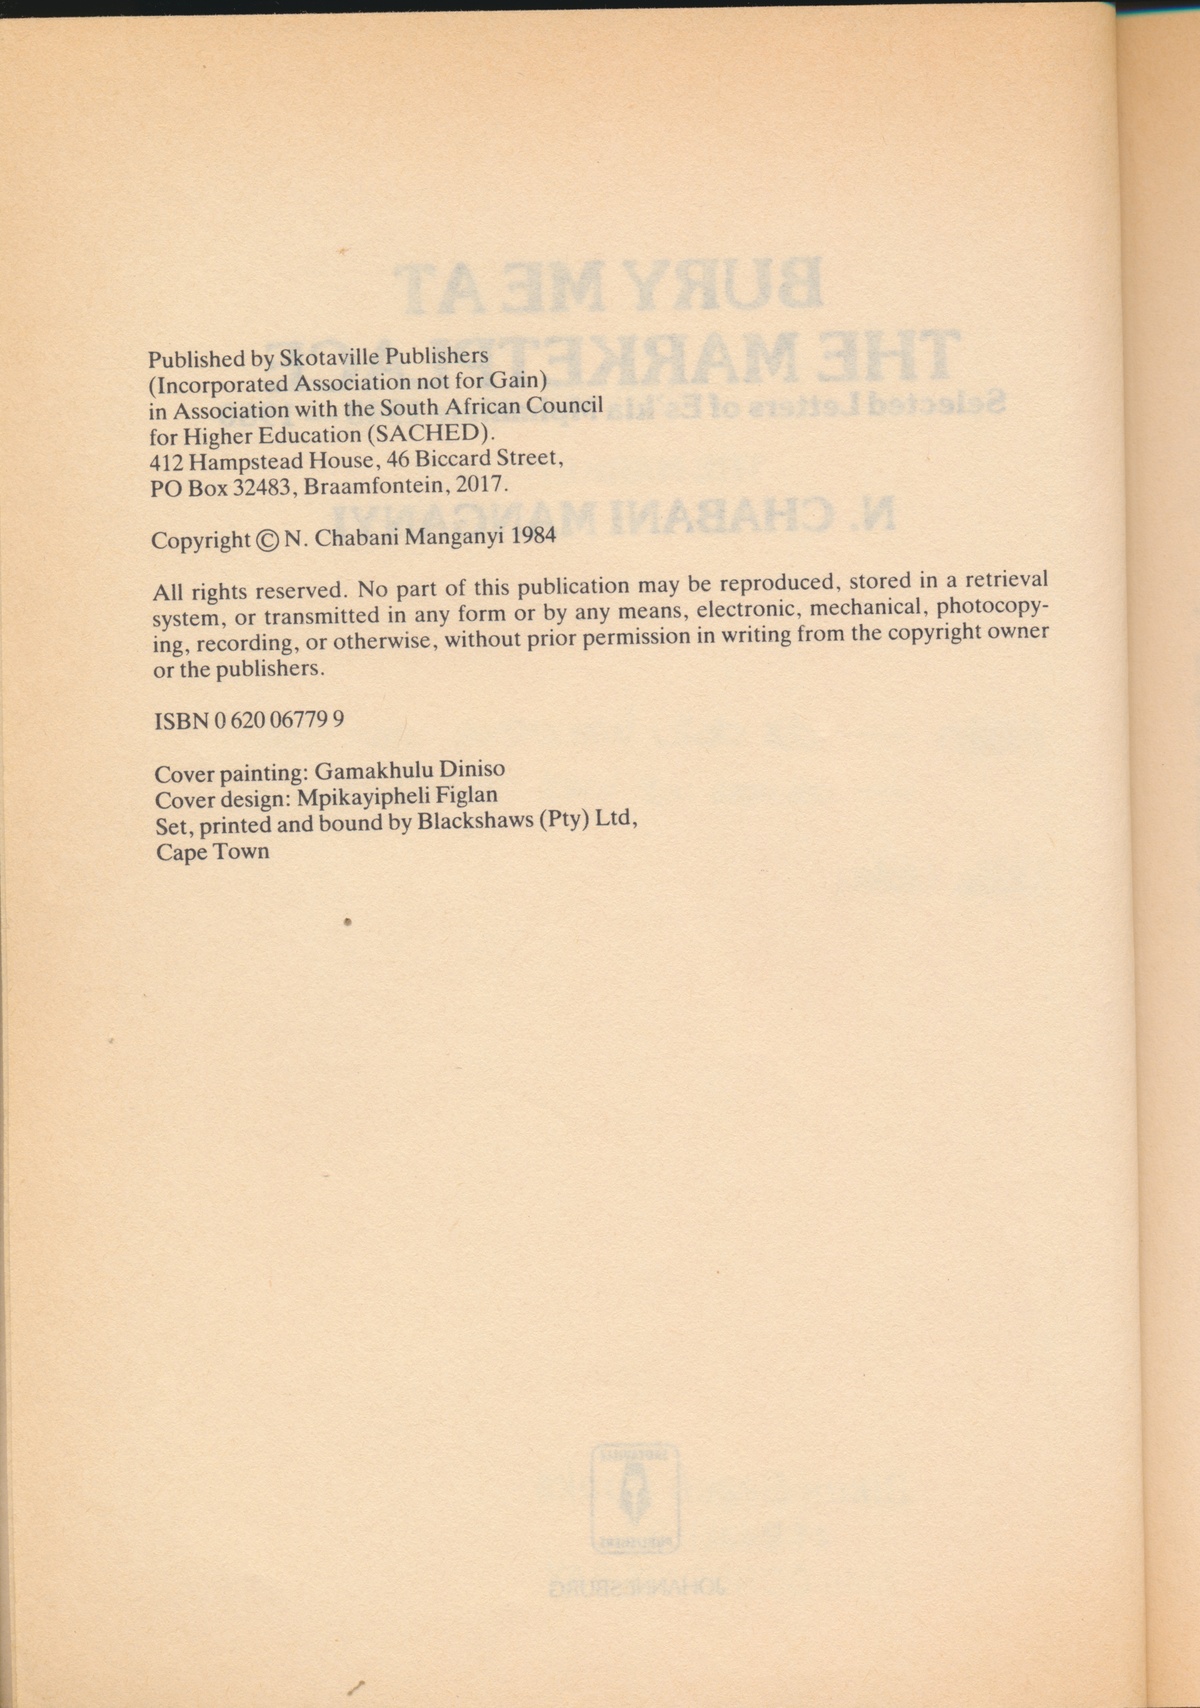 Published by Skotaville Publishers
(Incorporated Association not for Gain)
in Association with the South African Council
for Higher Education (SACHED).
412 Hampstead House, 46 Biccard Street,
PO Box 32483, Braamfontein, 2017.
Copyright © N. Chabani Manganyi 1984
All rights reserved. No part of this publication may be reproduced, stored in a retrieval
system, or transmitted in any form or by any means, electronic, mechanical, photocopy-
ing, recording, or otherwise, without prior permission in writing from the copyright owner
or the publishers.
ISBN 0 620 06779 9
Cover painting: Gamakhulu Diniso
Cover design: Mpikayipheli Figlan
Set, printed and bound by Blackshaws (Pty) Ltd,
Cape Town